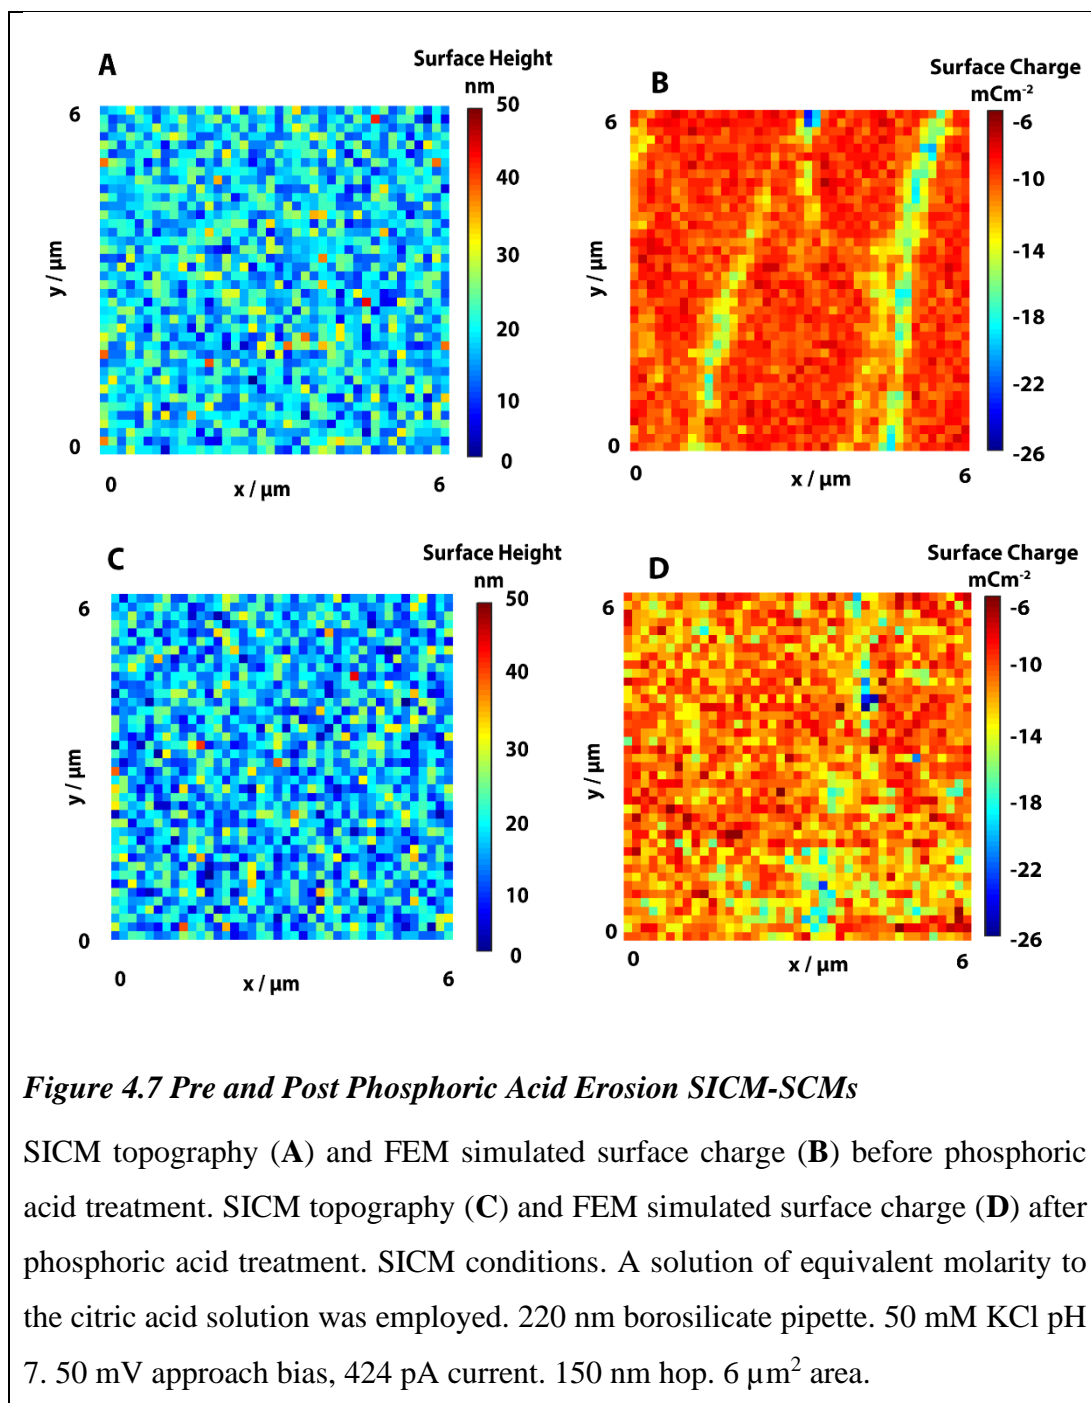 A
Surface Height
nm
50
40
30
20
10
0
6
y / µm
0
0
x / µm
6
B
Surface Charge
mCm-2
-6
-10
-14
-18
-22
-26
6
y / µm
0
0
x / µm
6
C
Surface Height
nm
50
40
30
20
10
0
6
y / µm
0
0
x / µm
6
D
Surface Charge
mCm-2
-6
-10
-14
-18
-22
-26
6
y / µm
0
0
x / µm
6
Figure 4.7 Pre and Post Phosphoric Acid Erosion SICM-SCMs
SICM topography (A) and FEM simulated surface charge (B) before phosphoric
acid treatment. SICM topography (C) and FEM simulated surface charge (D) after
phosphoric acid treatment. SICM conditions. A solution of equivalent molarity to
the citric acid solution was employed. 220 nm borosilicate pipette. 50 mM KCl pH
7. 50 mV approach bias, 424 pA current. 150 nm hop. 6 µm2 area.